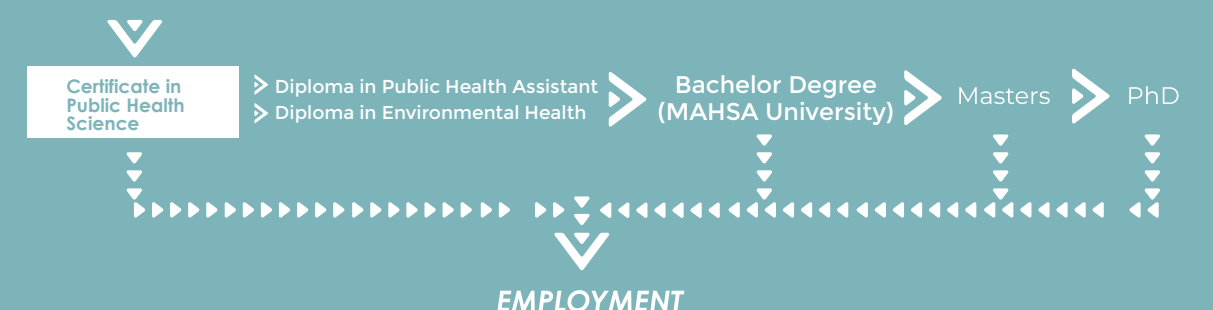 Certificate in
Public Health
Science
Diploma in Public Health Assistant
Diploma in Environmental Health
Bachelor Degree
(MAHSA University)
Masters
PhD
EMPLOYMENT